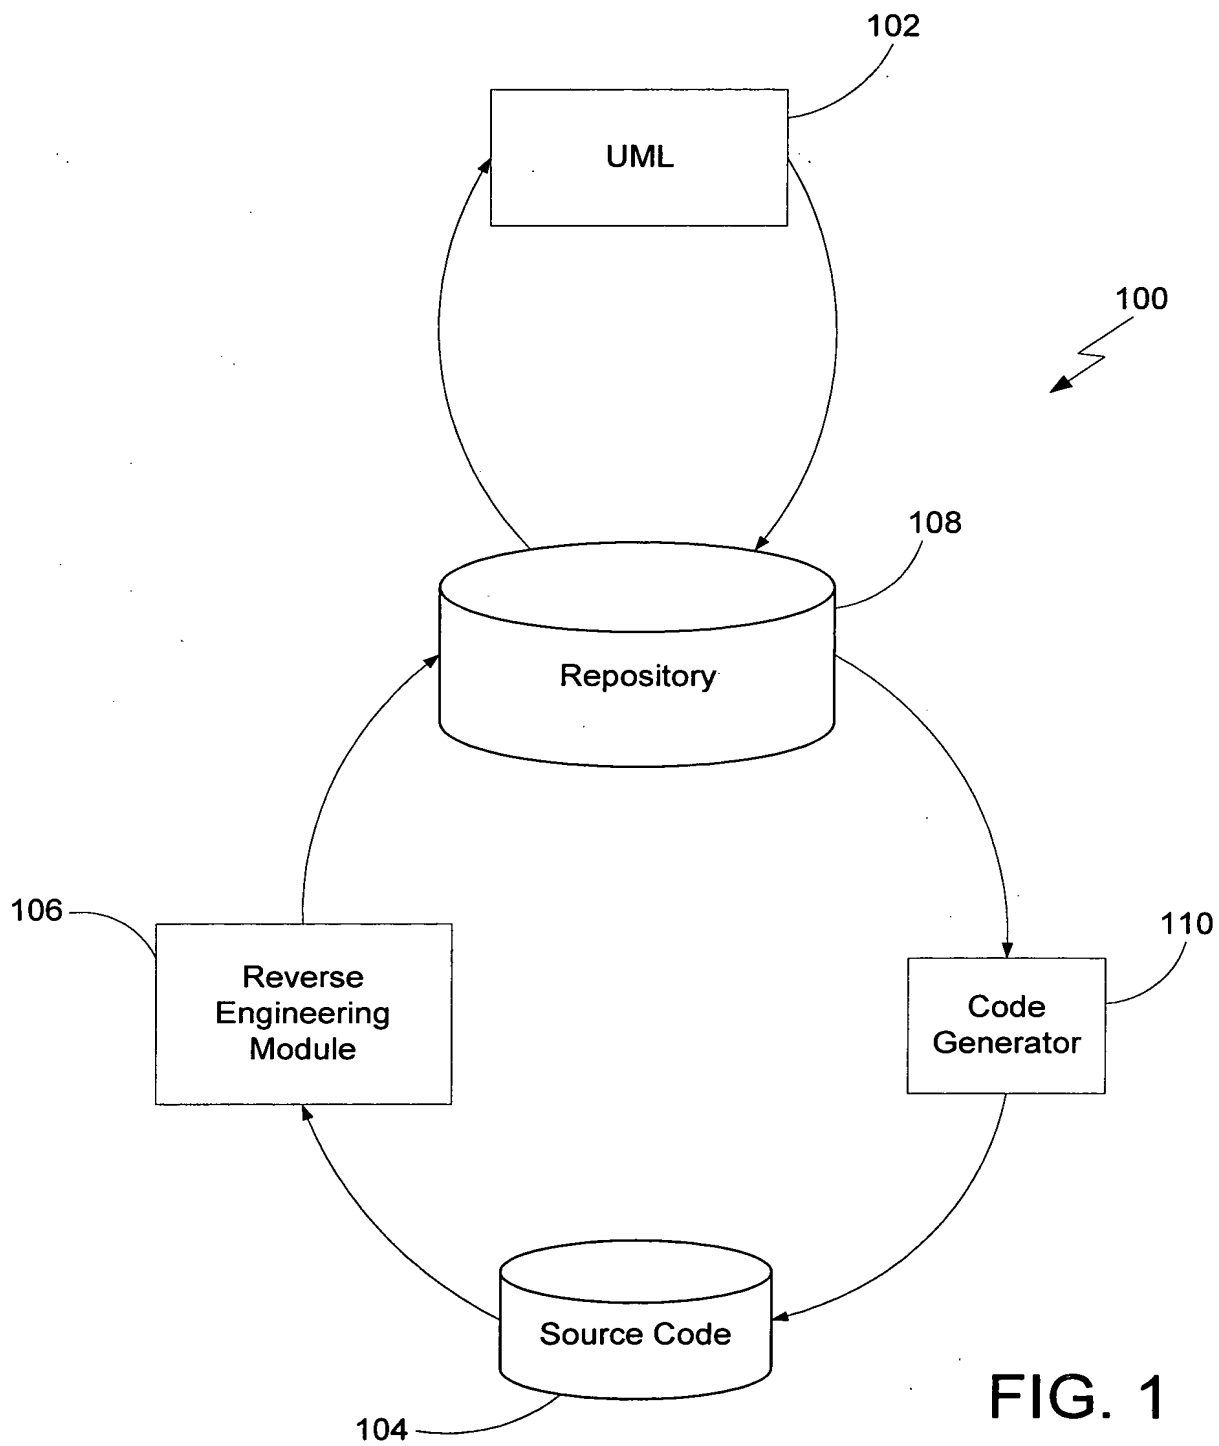 102
UML
100
108
Repository
106
Reverse
Engineering
Module
110
Code
Generator
Source Code
104
FIG. 1